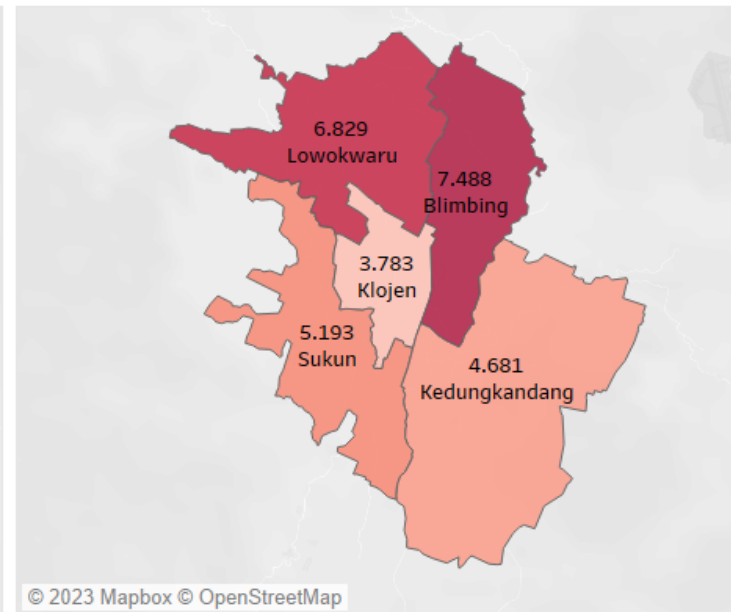 6.829
Lowokwaru
7.488
Blimbing
3.783
Klojen
5.193
Sukun
4.681
Kedungkandang
© 2023 Mapbox © OpenStreetMap